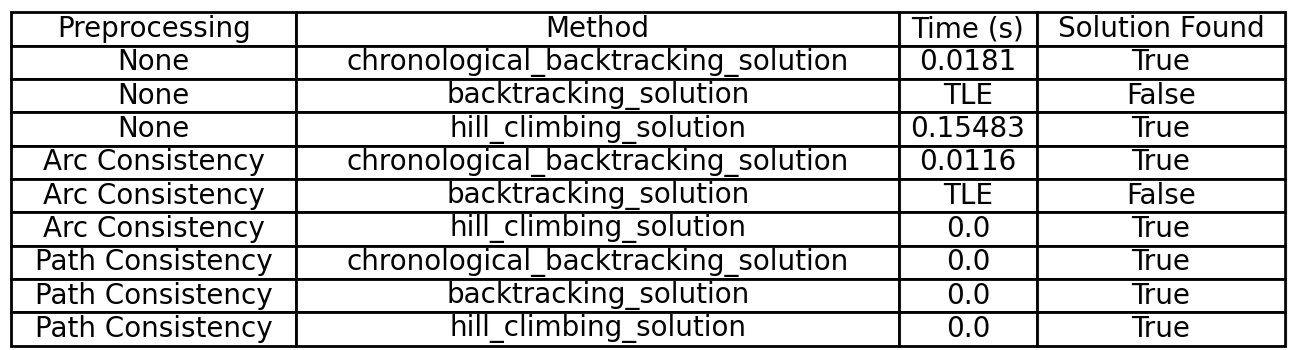 Preprocessing Method Time (s) Solution Found
None chronological_backtracking_solution 0.0181 True
None backtracking_solution TLE False
None hill_climbing_solution 0.15483 True
Arc Consistency chronological_backtracking_solution 0.0116 True
Arc Consistency backtracking_solution TLE False
Arc Consistency hill_climbing_solution 0.0 True
Path Consistency chronological_backtracking_solution 0.0 True
Path Consistency backtracking_solution 0.0 True
Path Consistency hill_climbing_solution 0.0 True